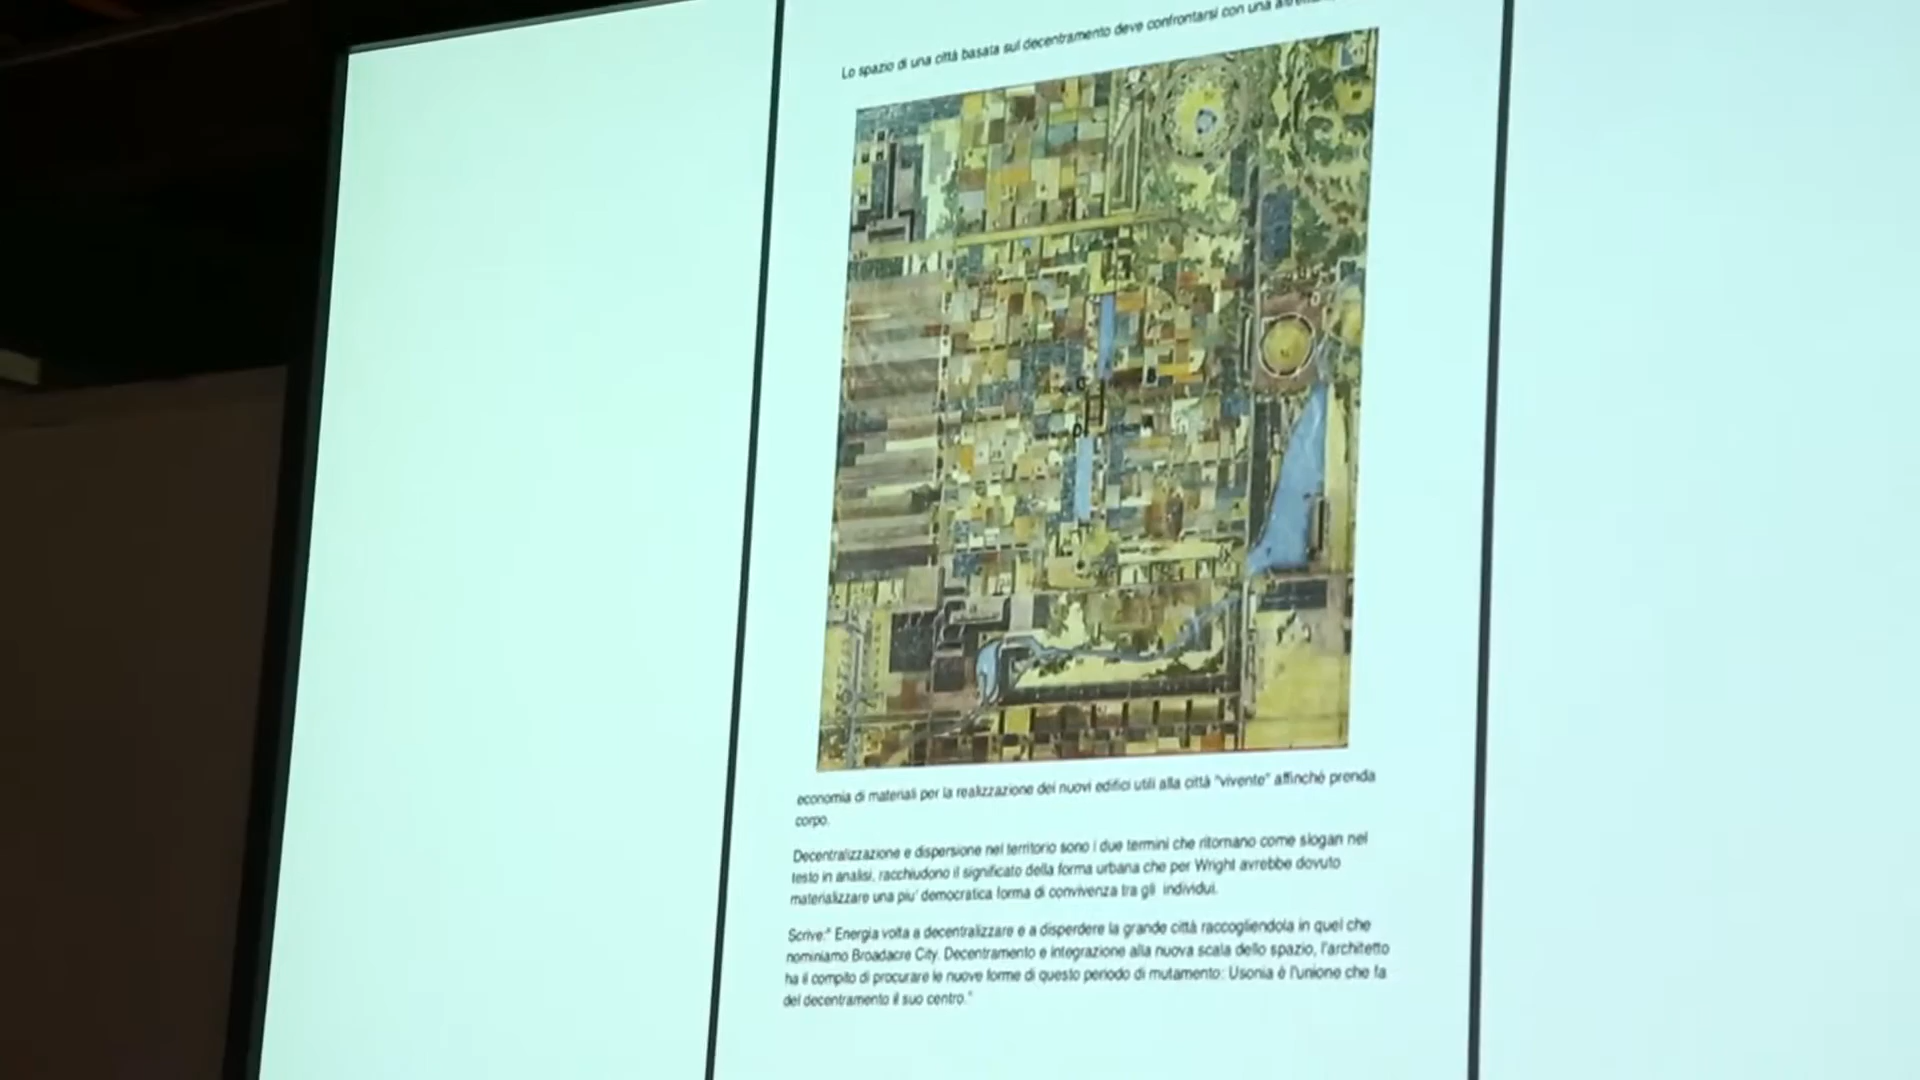 Lo spazio di una città basata sul decentramento deve confrontarsi con una
economia di materiali per la realizzazione dei nuovi edifici utili alla città "vivente" affinchè prenda
corpo.
Decentralizzazione e dispersione nel territorio sono i due termini che ritornano come slogan nel
testo in analisi, racchiudono il significato della forma urbana che per Wright avrebbe dovuto
materializzare una piu' democratica forma di convivenza tra gli individui.
Scrive:" Energia volta a decentralizzare e a disperdere la grande città raccogliendola in quel che
nominiamo Broadacre City. Decentramento e integrazione alla nuova scala dello spazio, l'architetto
ha il compito di procurare le nuove forme di questo periodo di mutamento: Usonia è l'unione che fa
del decentramento il suo centro."